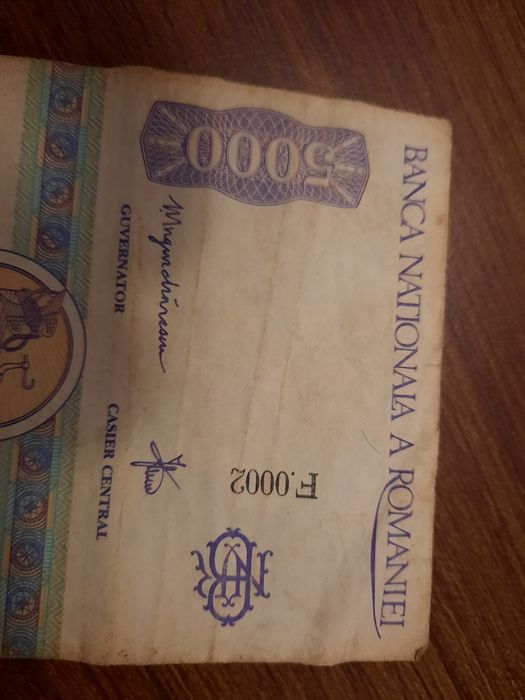 BANCA NATIONALA A ROMANIEI
5000
F.0002
GUVERNATOR
CASIER CENTRAL